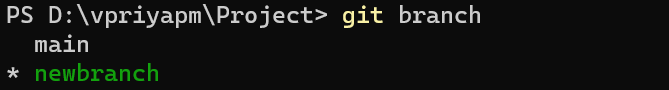 PS D:\vpriyapm\Project> git branch
  main
* newbranch